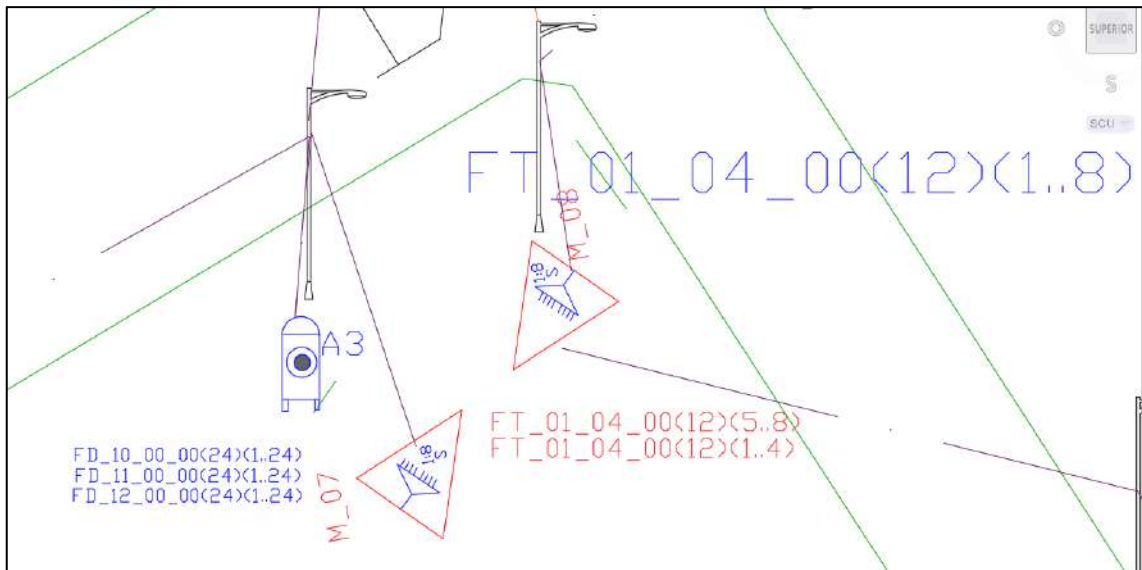 SUPERIOR
S
SCU
FT_01_04_00(12)(1..8)
M_08
1:8
S
A3
FT_01_04_00(12)(5..8)
FT_01_04_00(12)(1..4)
1:8
S
FD_10_00_00(24)(1..24)
FD_11_00_00(24)(1..24)
FD_12_00_00(24)(1..24)
M_07